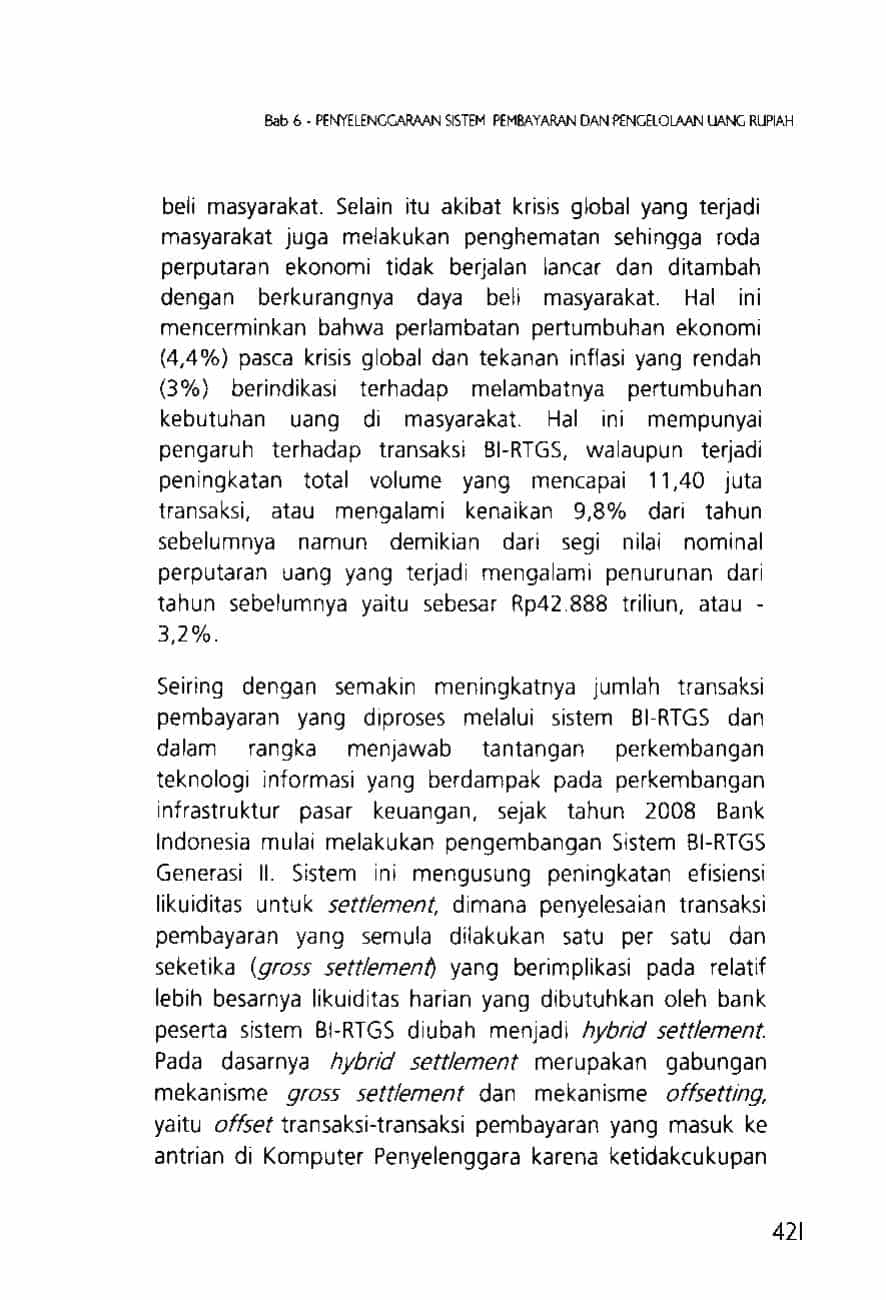 Bab 6 - PENYELENGGARAAN SISTEM PEMBAYARAN DAN PENGELOLAAN UANG RUPIAH
beli masyarakat. Selain itu akibat krisis global yang terjadi
masyarakat juga melakukan penghematan sehingga roda
perputaran ekonomi tidak berjalan lancar dan ditambah
dengan berkurangnya daya beli masyarakat. Hal ini
mencerminkan bahwa perlambatan pertumbuhan ekonomi
(4,4%) pasca krisis global dan tekanan inflasi yang rendah
(3%) berindikasi terhadap melambatnya pertumbuhan
kebutuhan uang di masyarakat. Hal ini mempunyai
pengaruh terhadap transaksi BI-RTGS, walaupun terjadi
peningkatan total volume yang mencapai 11,40 juta
transaksi, atau mengalami kenaikan 9,8% dari tahun
sebelumnya namun demikian dari segi nilai nominal
perputaran uang yang terjadi mengalami penurunan dari
tahun sebelumnya yaitu sebesar Rp42.888 triliun, atau -
3,2%.
Seiring dengan semakin meningkatnya jumlah transaksi
pembayaran yang diproses melalui sistem BI-RTGS dan
dalam rangka menjawab tantangan perkembangan
teknologi informasi yang berdampak pada perkembangan
infrastruktur pasar keuangan, sejak tahun 2008 Bank
Indonesia mulai melakukan pengembangan Sistem BI-RTGS
Generasi II. Sistem ini mengusung peningkatan efisiensi
likuiditas untuk settlement, dimana penyelesaian transaksi
pembayaran yang semula dilakukan satu per satu dan
seketika (gross settlement) yang berimplikasi pada relatif
lebih besarnya likuiditas harian yang dibutuhkan oleh bank
peserta sistem BI-RTGS diubah menjadi hybrid settlement.
Pada dasarnya hybrid settlement merupakan gabungan
mekanisme gross settlement dan mekanisme offsetting,
yaitu offset transaksi-transaksi pembayaran yang masuk ke
antrian di Komputer Penyelenggara karena ketidakcukupan
421